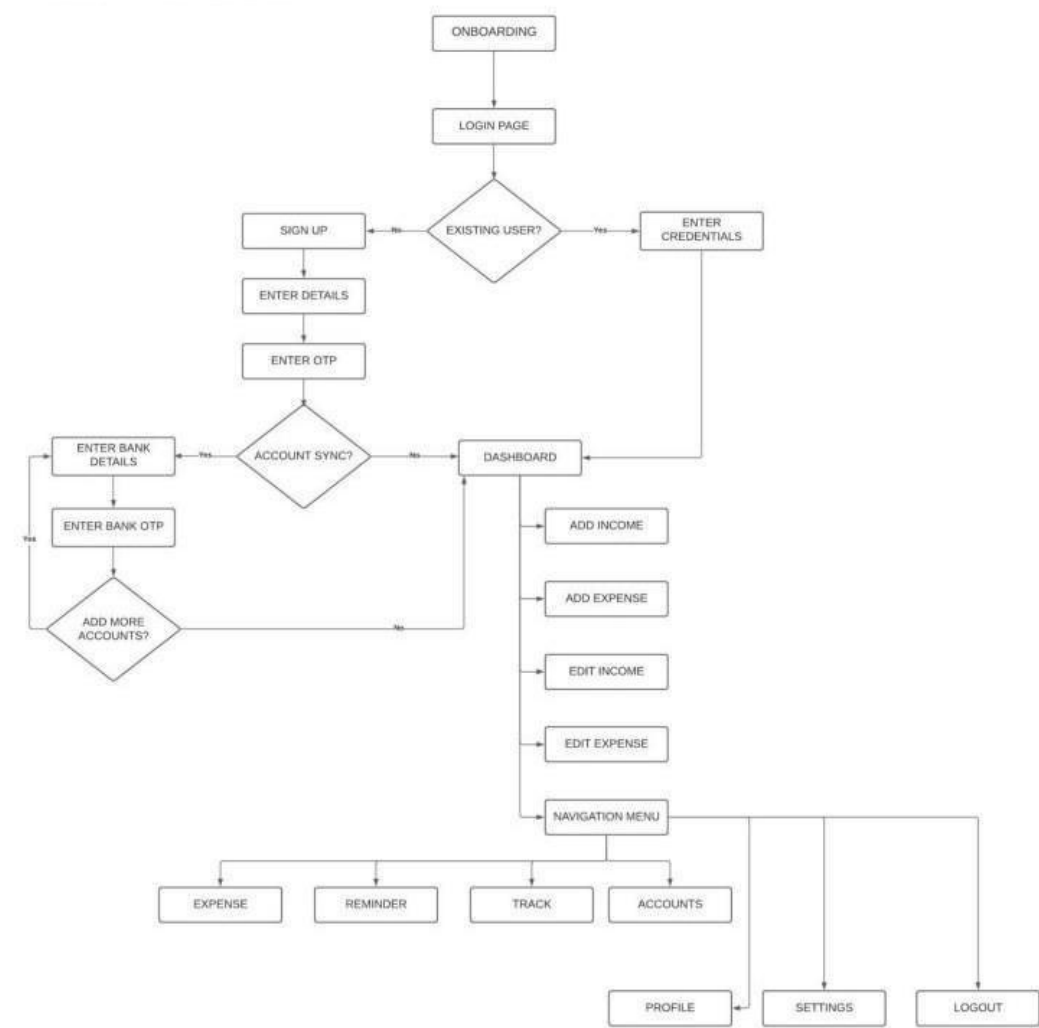 ONBOARDING
LOGIN PAGE
EXISTING USER?
No
Yes
SIGN UP
ENTER
CREDENTIALS
ENTER DETAILS
ENTER OTP
ACCOUNT SYNC?
Yes
No
ENTER BANK
DETAILS
DASHBOARD
ENTER BANK OTP
Yes
ADD MORE
ACCOUNTS?
No
ADD INCOME
ADD EXPENSE
EDIT INCOME
EDIT EXPENSE
NAVIGATION MENU
EXPENSE
REMINDER
TRACK
ACCOUNTS
PROFILE
SETTINGS
LOGOUT